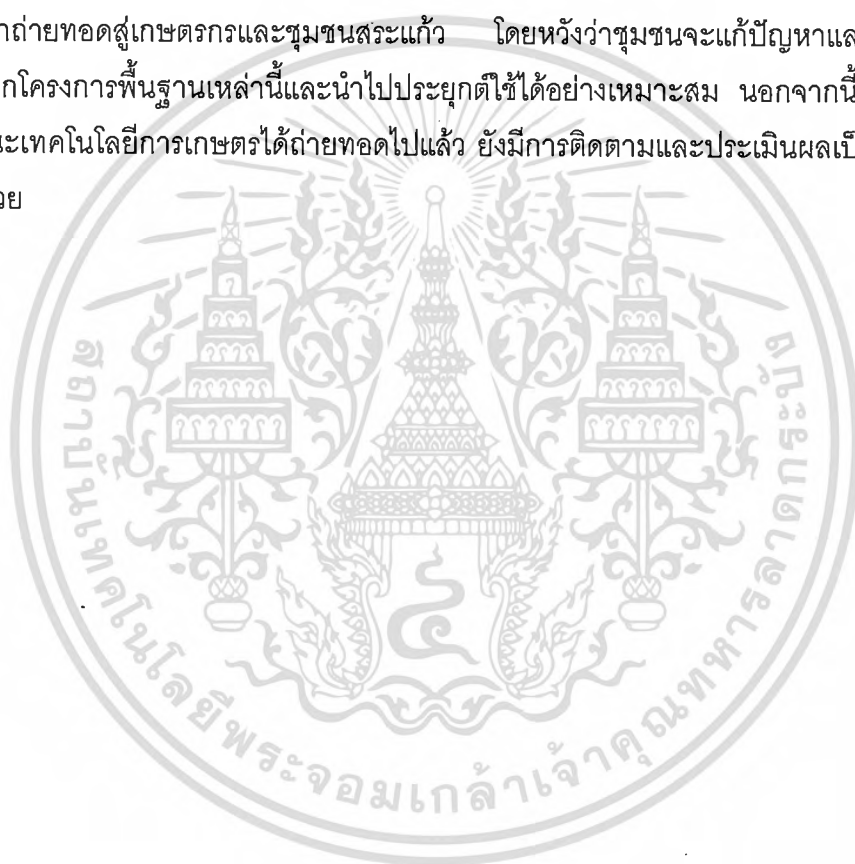 าถ่ายทอดสู่เกษตรกรและชุมชนสระแก้ว โดยหวังว่าชุมชนจะแก้ปัญหาแล
กโครงการพื้นฐานเหล่านี้และนำไปประยุกต์ใช้ได้อย่างเหมาะสม นอกจากนี้
นะเทคโนโลยีการเกษตรได้ถ่ายทอดไปแล้ว ยังมีการติดตามและประเมินผลเป็
วย
สถาบันเทคโนโลยีพระจอมเกล้าเจ้าคุณทหารลาดกระบัง
๔